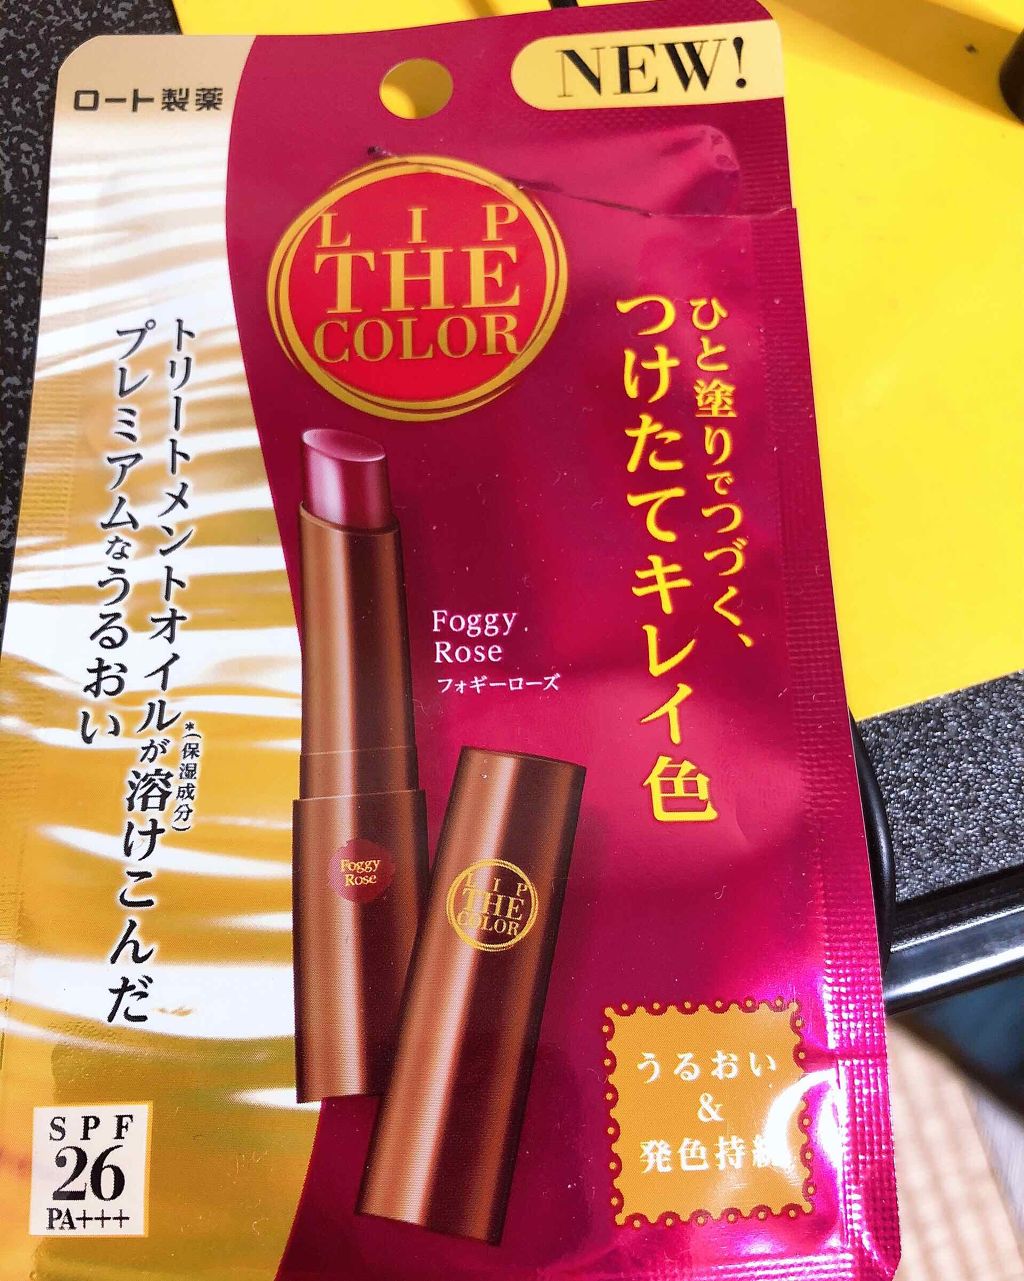 ロート製薬
NEW!
LIP
THE
COLOR
ひと塗りでつづく、
つけたてキレイ色
トリートメントオイルが溶けこんだ
*(保湿成分)
プレミアムなうるおい
Foggy
Rose
フォギーローズ
Foggy
Rose
LIP
THE
COLOR
うるおい
&
発色持続
SPF
26
PA+++